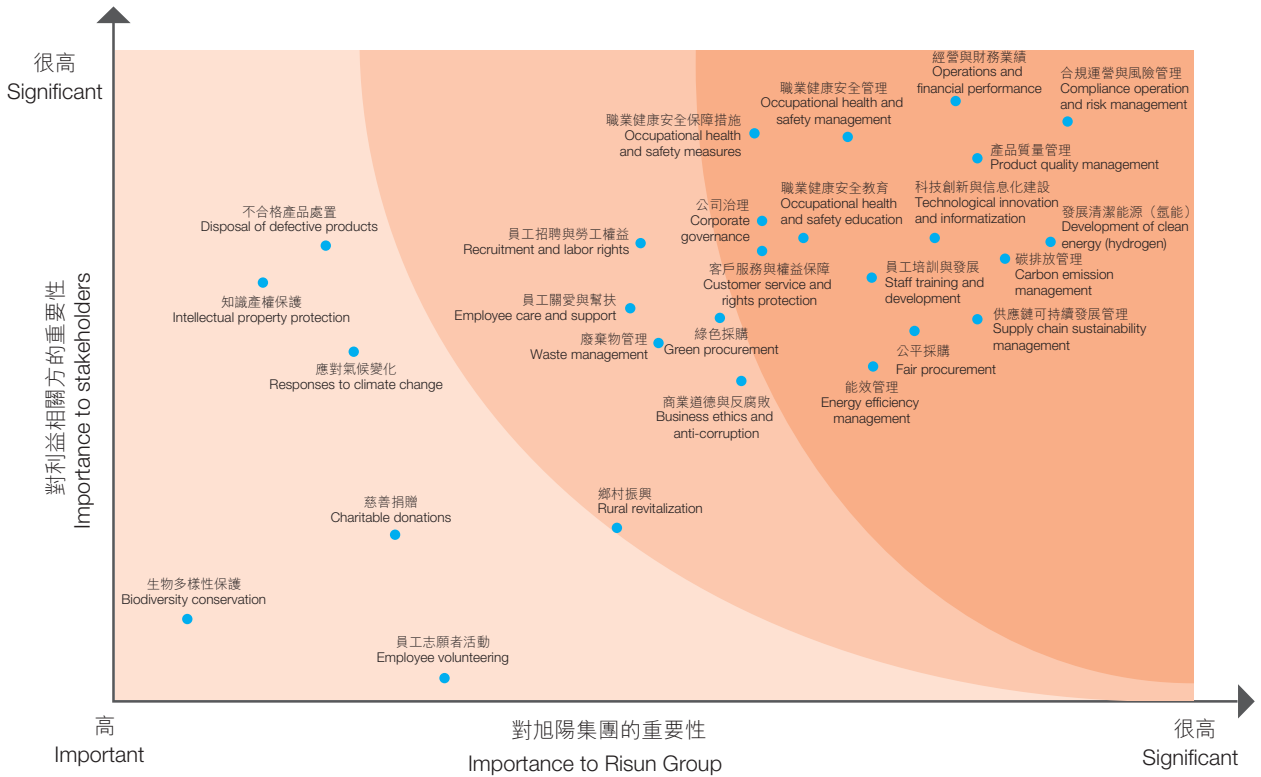 很高
Significant
對利益相關方的重要性
Importance to stakeholders
經營與財務業績
Operations and
financial performance
合規運營與風險管理
Compliance operation
and risk management
職業健康安全管理
Occupational health and
safety management
職業健康安全保障措施
Occupational health
and safety measures
產品質量管理
Product quality management
職業健康安全教育
Occupational health
and safety education
科技創新與信息化建設
Technological innovation
and informatization
公司治理
Corporate
governance
發展清潔能源（氫能）
Development of clean
energy (hydrogen)
不合格產品處置
Disposal of defective products
員工招聘與勞工權益
Recruitment and labor rights
客戶服務與權益保障
Customer service and
rights protection
員工培訓與發展
Staff training and
development
碳排放管理
Carbon emission
management
知識產權保護
Intellectual property protection
員工關愛與幫扶
Employee care and support
供應鏈可持續發展管理
Supply chain sustainability
management
廢棄物管理
Waste management
綠色採購
Green procurement
公平採購
Fair procurement
應對氣候變化
Responses to climate change
能效管理
Energy efficiency
management
商業道德與反腐敗
Business ethics and
anti-corruption
慈善捐贈
Charitable donations
鄉村振興
Rural revitalization
生物多樣性保護
Biodiversity conservation
員工志願者活動
Employee volunteering
高
Important
對旭陽集團的重要性
Importance to Risun Group
很高
Significant